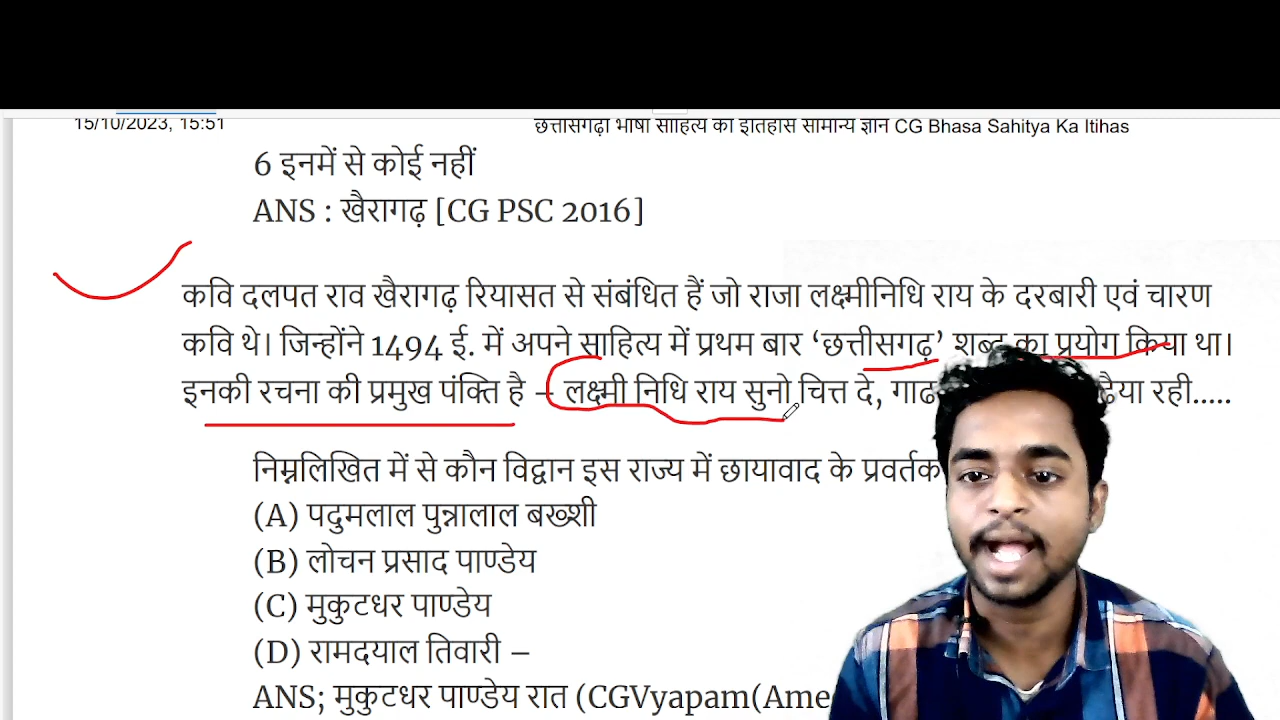 15/10/2023, 15:51 छत्तीसगढ़ी भाषा साहित्य का इतिहास सामान्य ज्ञान CG Bhasa Sahitya Ka Itihas
6 इनमें से कोई नहीं
ANS : खैरागढ़ [CG PSC 2016]
कवि दलपत राव खैरागढ़ रियासत से संबंधित हैं जो राजा लक्ष्मीनिधि राय के दरबारी एवं चारण
कवि थे। जिन्होंने 1494 ई. में अपने साहित्य में प्रथम बार ‘छत्तीसगढ़’ शब्द का प्रयोग किया था।
इनकी रचना की प्रमुख पंक्ति है – लक्ष्मी निधि राय सुनो चित्त दे, रही.....
निम्नलिखित में से कौन विद्वान इस राज्य में छायावाद के प्रवर्तक
(A) पदुमलाल पुन्नालाल बख्शी
(B) लोचन प्रसाद पाण्डेय
(C) मुकुटधर पाण्डेय
(D) रामदयाल तिवारी –
ANS; मुकुटधर पाण्डेय रात (CGVyapam(Ame